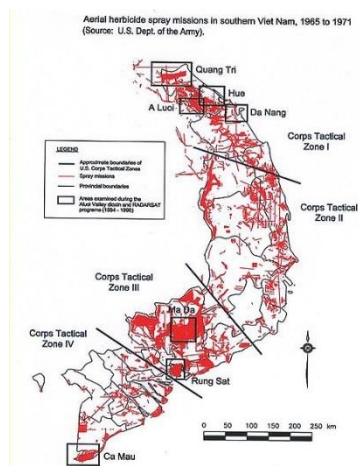 Aerial herbicide spray missions in southern Viet Nam, 1965 to 1971
(Source: U.S. Dept. of the Army).
Quang Tri
Hue
A Luoi
Da Nang
Corps Tactical
Zone I
LEGEND
Approximate boundaries of
U.S. Corps Tactical Zones
Spray missions
Provincial boundaries
Areas examined during the
Aluoi Valley dioxin and RADARSAT
programs
Corps Tactical
Zone II
Corps Tactical
Zone III
Ma Da
Corps Tactical
Zone IV
Rung Sat
Ca Mau
0 50 100 150 200 250
km